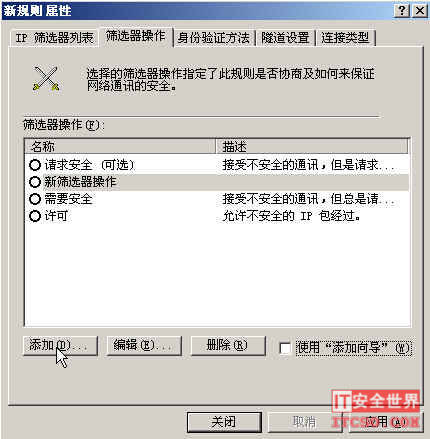 新规则 属性
IP 筛选器列表 筛选器操作 身份验证方法 隧道设置 连接类型
选择的筛选器操作指定了此规则是否协商及如何来保证
网络通讯的安全。
筛选器操作(F):
名称 描述
请求安全 (可选) 接受不安全的通讯，但是请求...
新筛选器操作
需要安全 接受不安全的通讯，但总是请...
许可 允许不安全的 IP 包经过。
添加(D)... 编辑(E)... 删除(R) 使用“添加向导”(W)
IT安全世界
关闭 取消 应用(A)